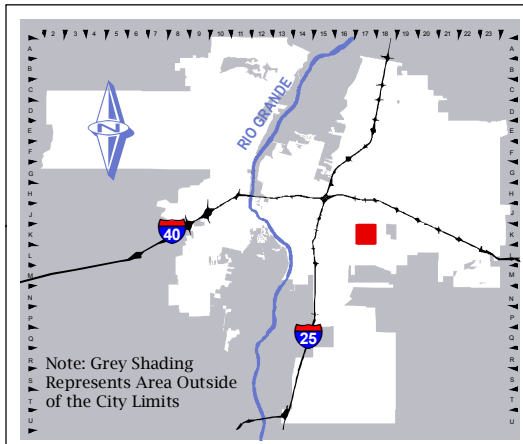 2 3 4 5 6 7 8 9 10 11 12 13 14 15 16 17 18 19 20 21 22 23
A
B
C
D
E
F
G
H
J
K
L
M
N
P
Q
R
S
T
U
N
RIO GRANDE
40
25
Note: Grey Shading
Represents Area Outside
of the City Limits
A
B
C
D
E
F
G
H
J
K
L
M
N
P
Q
R
S
T
U